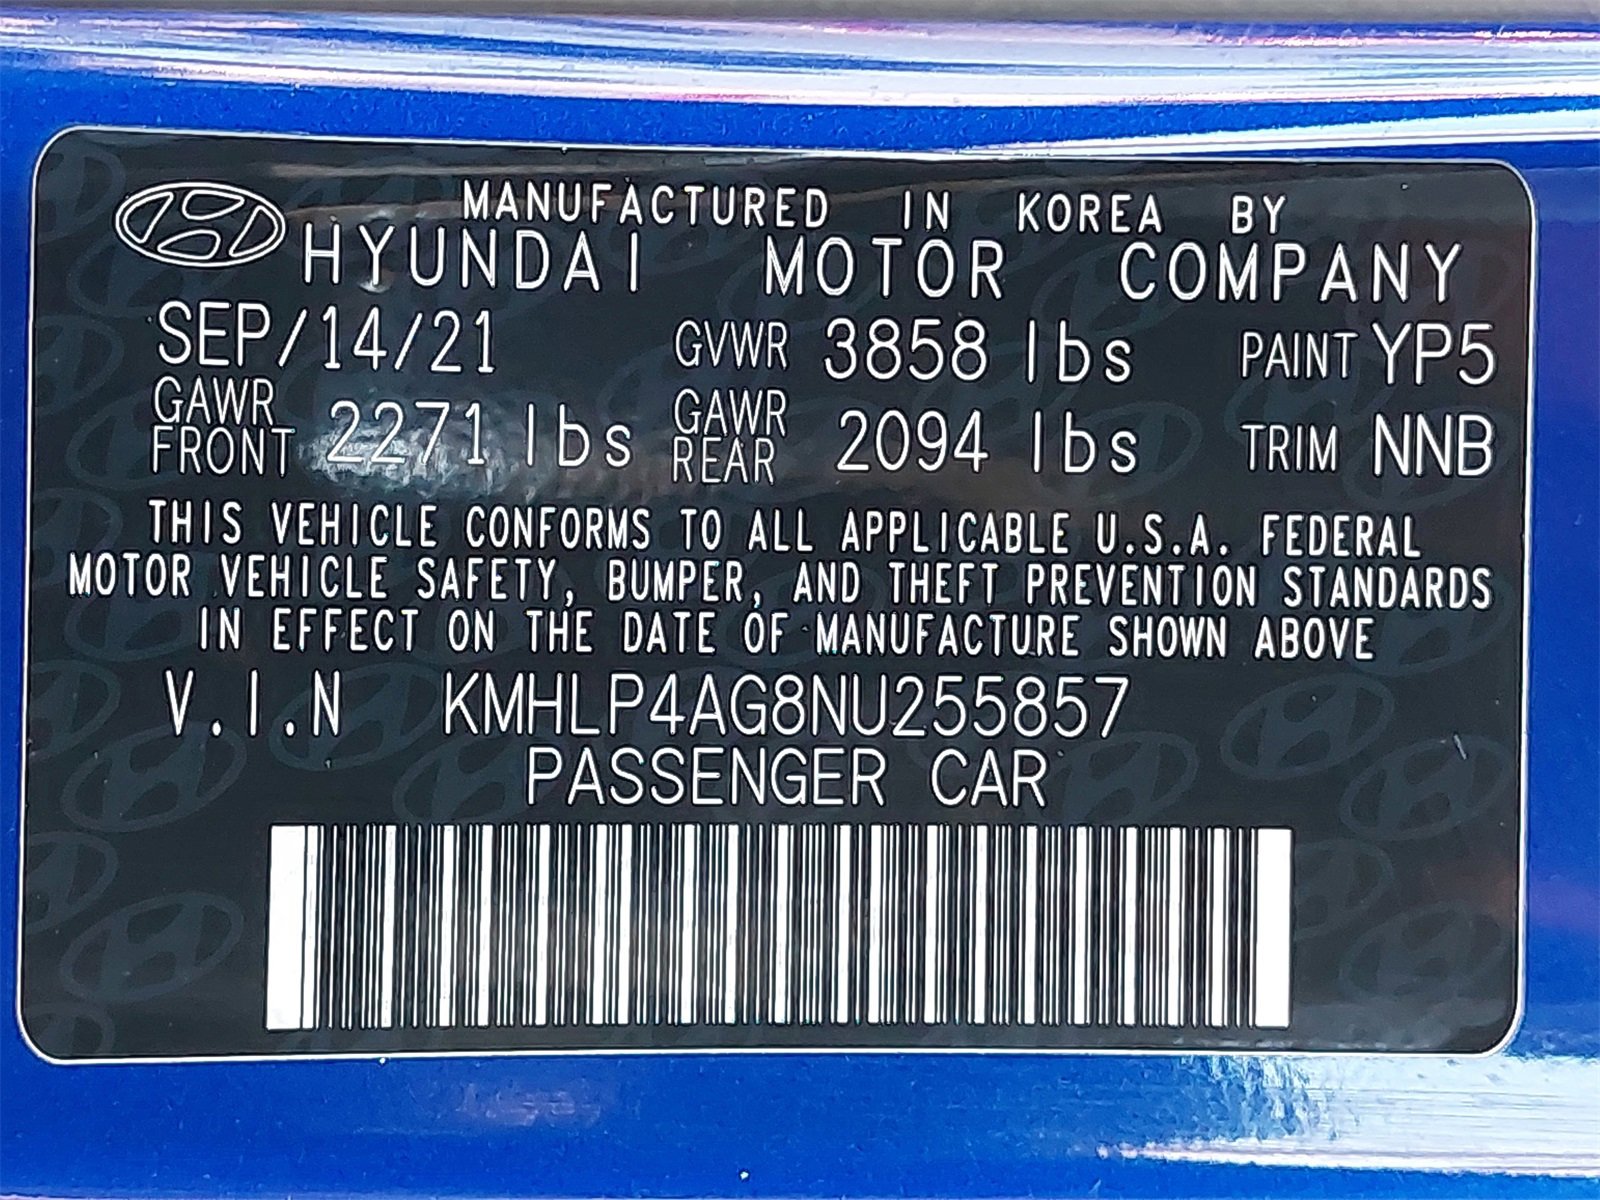 MANUFACTURED IN KOREA BY
HYUNDAI MOTOR COMPANY
SEP/14/21 GVWR 3858 lbs PAINT YP5
GAWR FRONT 2271 lbs GAWR REAR 2094 lbs TRIM NNB
THIS VEHICLE CONFORMS TO ALL APPLICABLE U.S.A. FEDERAL
MOTOR VEHICLE SAFETY, BUMPER, AND THEFT PREVENTION STANDARDS
IN EFFECT ON THE DATE OF MANUFACTURE SHOWN ABOVE
V.I.N KMHLP4AG8NU255857
PASSENGER CAR